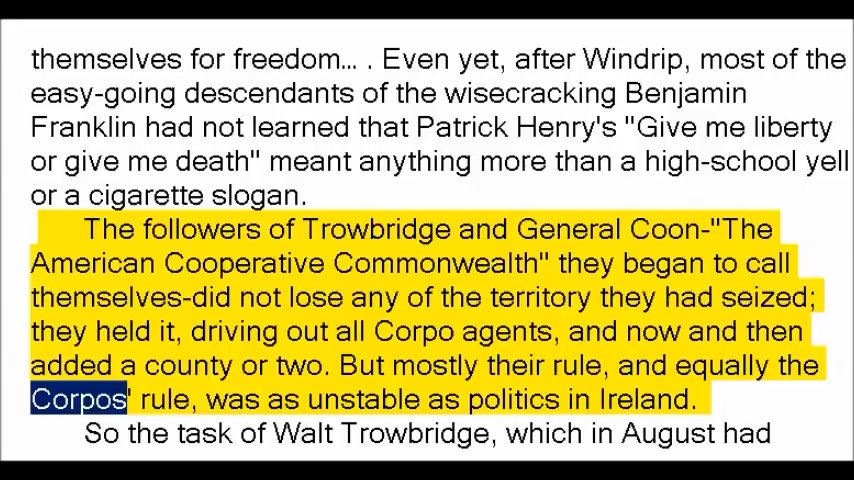 themselves for freedom... . Even yet, after Windrip, most of the
easy-going descendants of the wisecracking Benjamin
Franklin had not learned that Patrick Henry's "Give me liberty
or give me death" meant anything more than a high-school yell
or a cigarette slogan.
The followers of Trowbridge and General Coon-"The
American Cooperative Commonwealth" they began to call
themselves-did not lose any of the territory they had seized;
they held it, driving out all Corpo agents, and now and then
added a county or two. But mostly their rule, and equally the
Corpos' rule, was as unstable as politics in Ireland.
So the task of Walt Trowbridge, which in August had